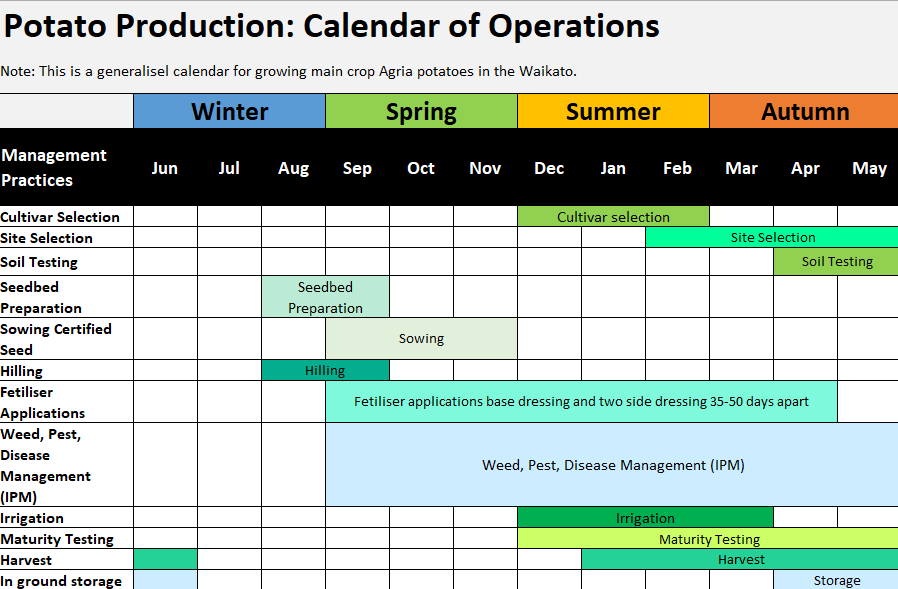 Potato Production: Calendar of Operations
Note: This is a generalisel calendar for growing main crop Agria potatoes in the Waikato.
Winter Spring Summer Autumn
Management
Practices
Jun Jul Aug Sep Oct Nov Dec Jan Feb Mar Apr May
Cultivar Selection Cultivar selection
Site Selection Site Selection
Soil Testing Soil Testing
Seedbed
Preparation
Seedbed
Preparation
Sowing Certified
Seed
Sowing
Hilling Hilling
Fetiliser
Applications
Fetiliser applications base dressing and two side dressing 35-50 days apart
Weed, Pest,
Disease
Management
(IPM)
Weed, Pest, Disease Management (IPM)
Irrigation Irrigation
Maturity Testing Maturity Testing
Harvest Harvest
In ground storage Storage